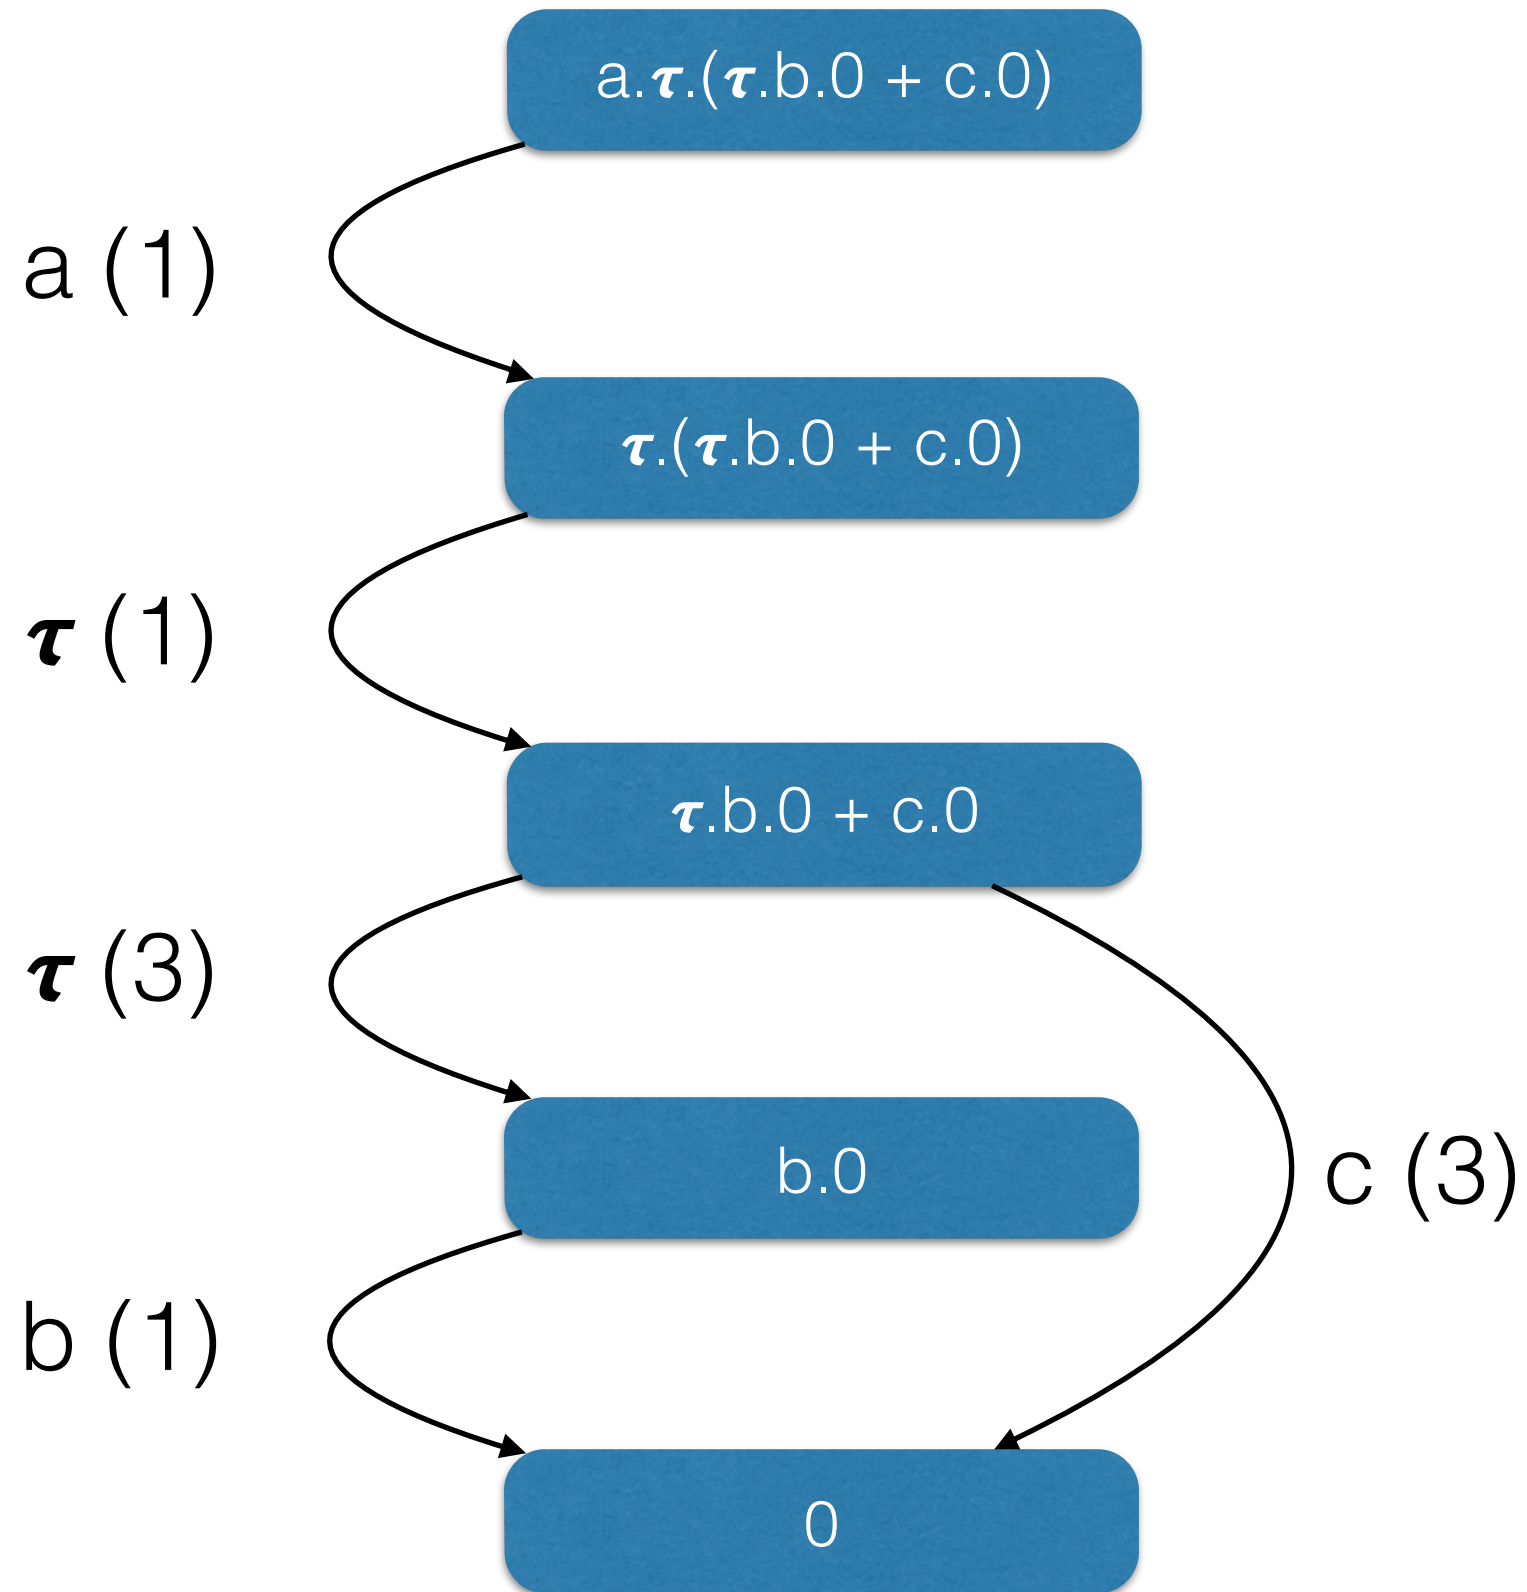 a.τ.(τ.b.0 + c.0)
a (1)
τ.(τ.b.0 + c.0)
τ (1)
τ.b.0 + c.0
τ (3)
b.0
c (3)
b (1)
0